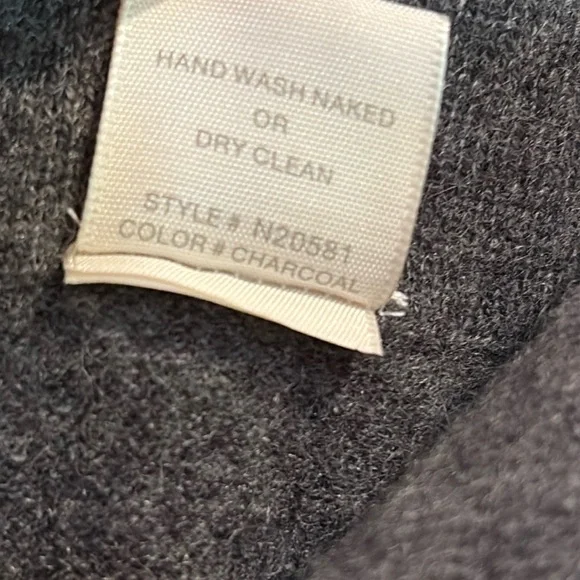 HAND WASH NAKED
OR
DRY CLEAN
STYLE # N20581
COLOR # CHARCOAL